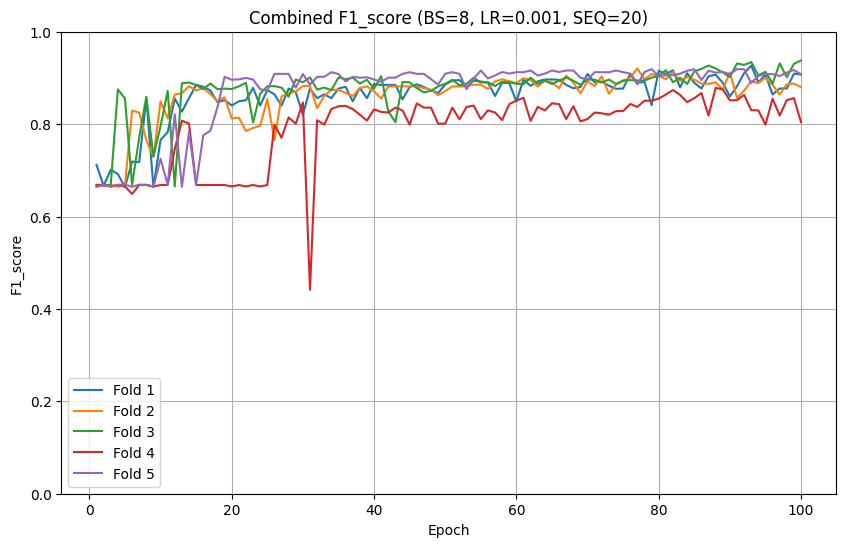 Combined F1_score (BS=8, LR=0.001, SEQ=20)
F1_score
1.0
0.8
0.6
0.4
0.2
0.0
Fold 1
Fold 2
Fold 3
Fold 4
Fold 5
0 20 40 60 80 100
Epoch